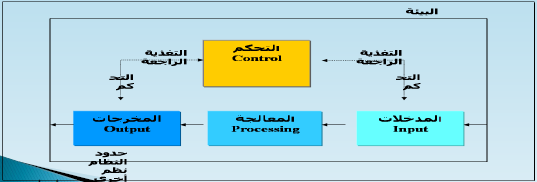 البيئة
التحكم
Control
التغذية
الراجعة
التغذية
الراجعة
التح
كم
التح
كم
المدخلات
Input
المعالجة
Processing
المخرجات
Output
حدود
النظام
نظم
أخرى